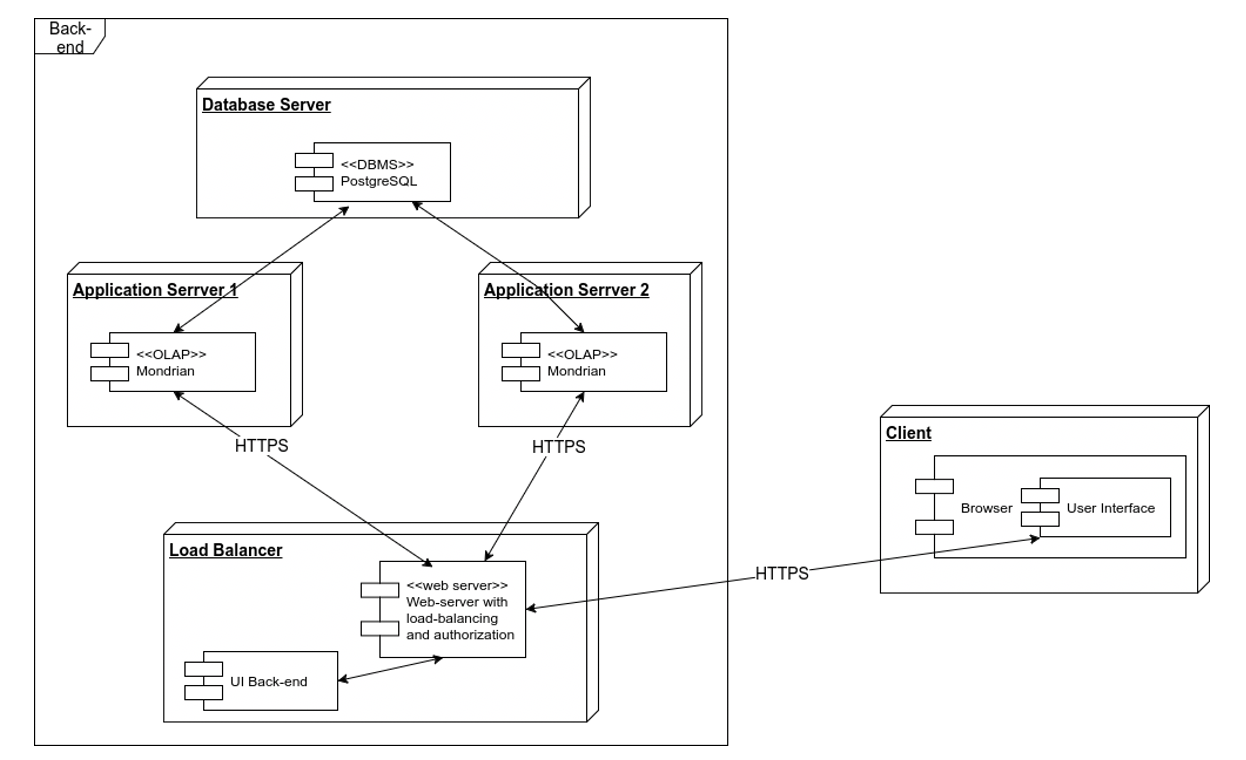 Back-
end
Database Server
<<DBMS>>
PostgreSQL
Application Serrver 1
<<OLAP>>
Mondrian
Application Serrver 2
<<OLAP>>
Mondrian
HTTPS
HTTPS
Client
Browser
User Interface
Load Balancer
<<web server>>
Web-server with
load-balancing
and authorization
HTTPS
UI Back-end